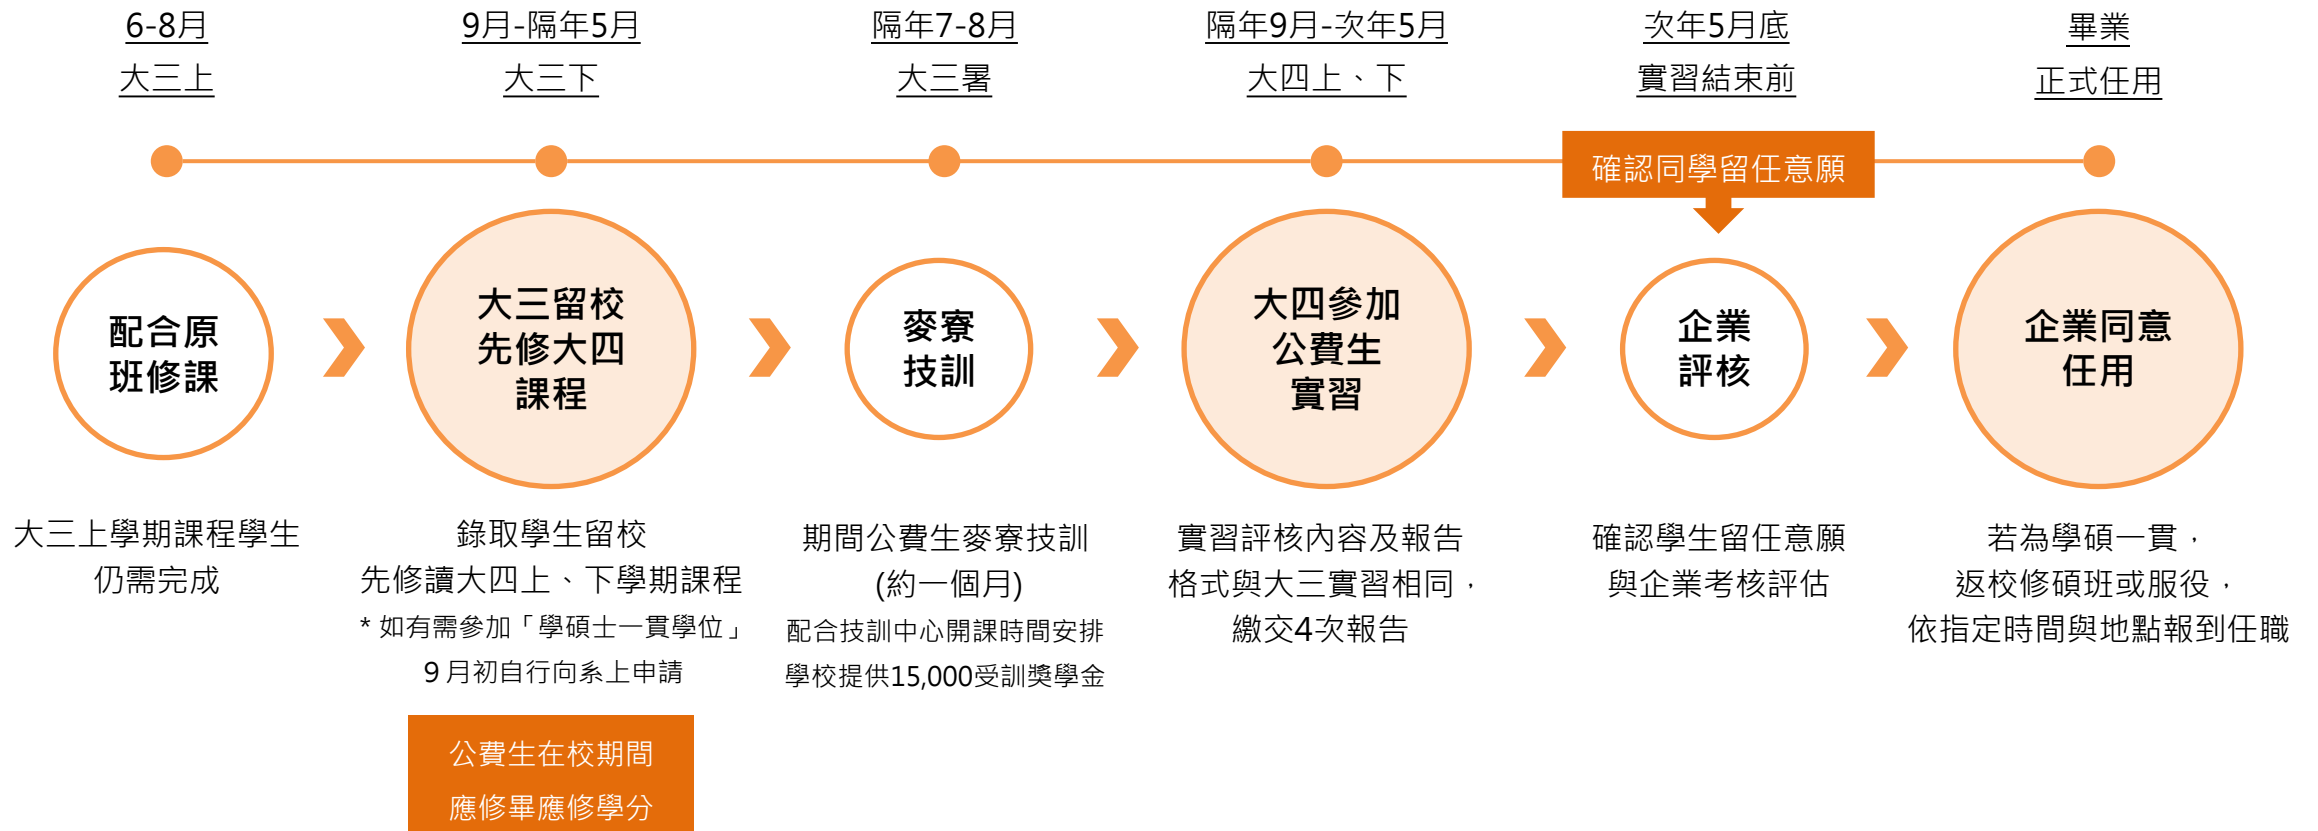 6-8月
大三上
9月-隔年5月
大三下
隔年7-8月
大三暑
隔年9月-次年5月
大四上、下
次年5月底
實習結束前
畢業
正式任用
確認同學留任意願
配合原
班修課
大三留校
先修大四
課程
麥寮
技訓
大四參加
公費生
實習
企業
評核
企業同意
任用
大三上學期課程學生
仍需完成
錄取學生留校
先修讀大四上、下學期課程
* 如有需參加「學碩士一貫學位」
9月初自行向系上申請
期間公費生麥寮技訓
(約一個月)
配合技訓中心開課時間安排
學校提供15,000受訓獎學金
實習評核內容及報告
格式與大三實習相同，
繳交4次報告
確認學生留任意願
與企業考核評估
若為學碩一貫，
返校修碩班或服役，
依指定時間與地點報到任職
公費生在校期間
應修畢應修學分